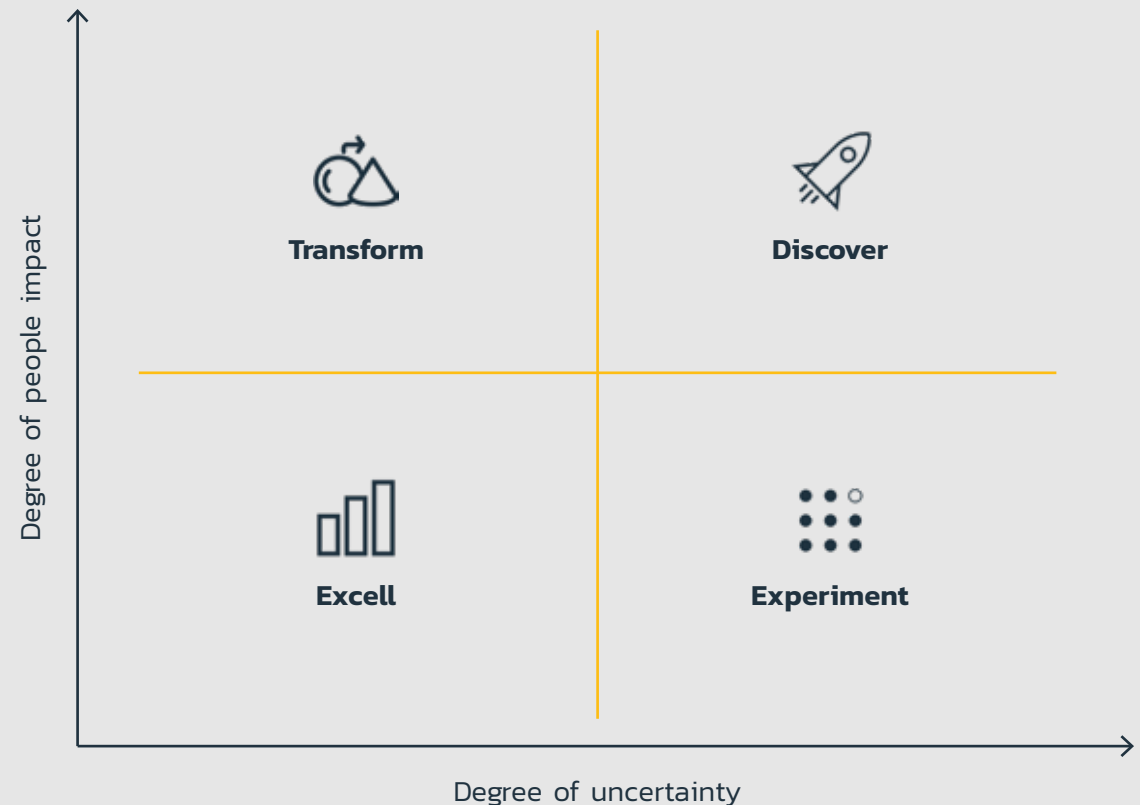 Degree of people impact
Transform
Discover
Excell
Experiment
Degree of uncertainty